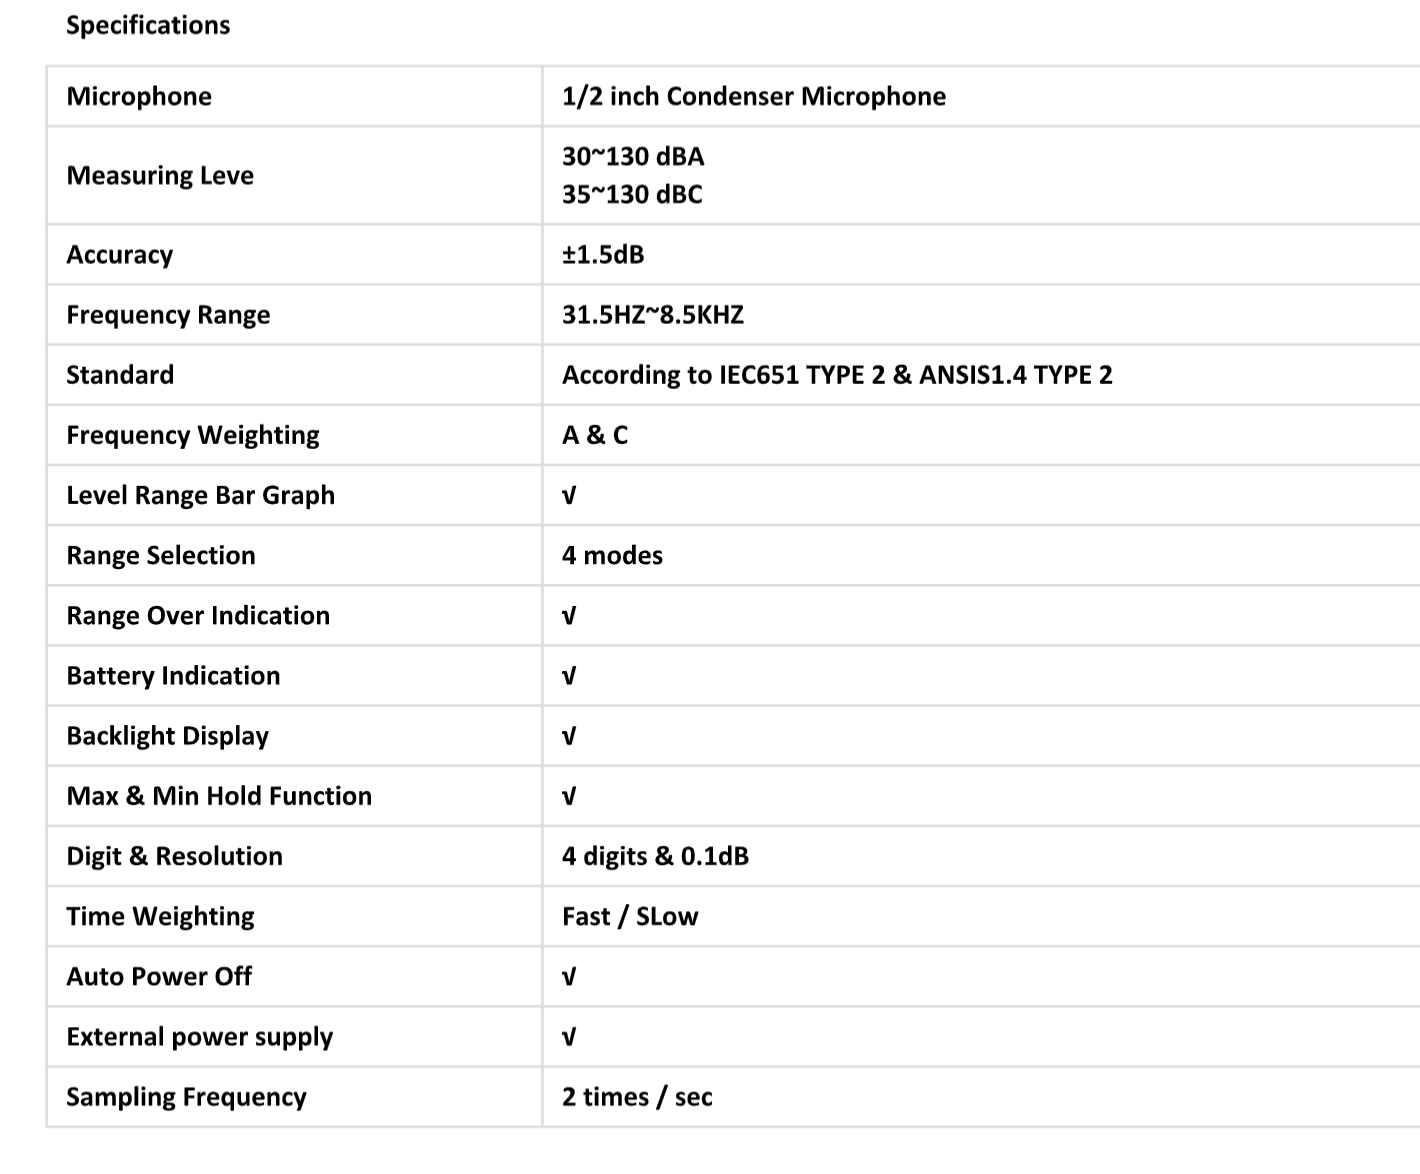 Specifications
Microphone 1/2 inch Condenser Microphone
Measuring Leve 30~130 dBA
35~130 dBC
Accuracy ±1.5dB
Frequency Range 31.5HZ~8.5KHZ
Standard According to IEC651 TYPE 2 & ANSIS1.4 TYPE 2
Frequency Weighting A & C
Level Range Bar Graph √
Range Selection 4 modes
Range Over Indication √
Battery Indication √
Backlight Display √
Max & Min Hold Function √
Digit & Resolution 4 digits & 0.1dB
Time Weighting Fast / SLow
Auto Power Off √
External power supply √
Sampling Frequency 2 times / sec